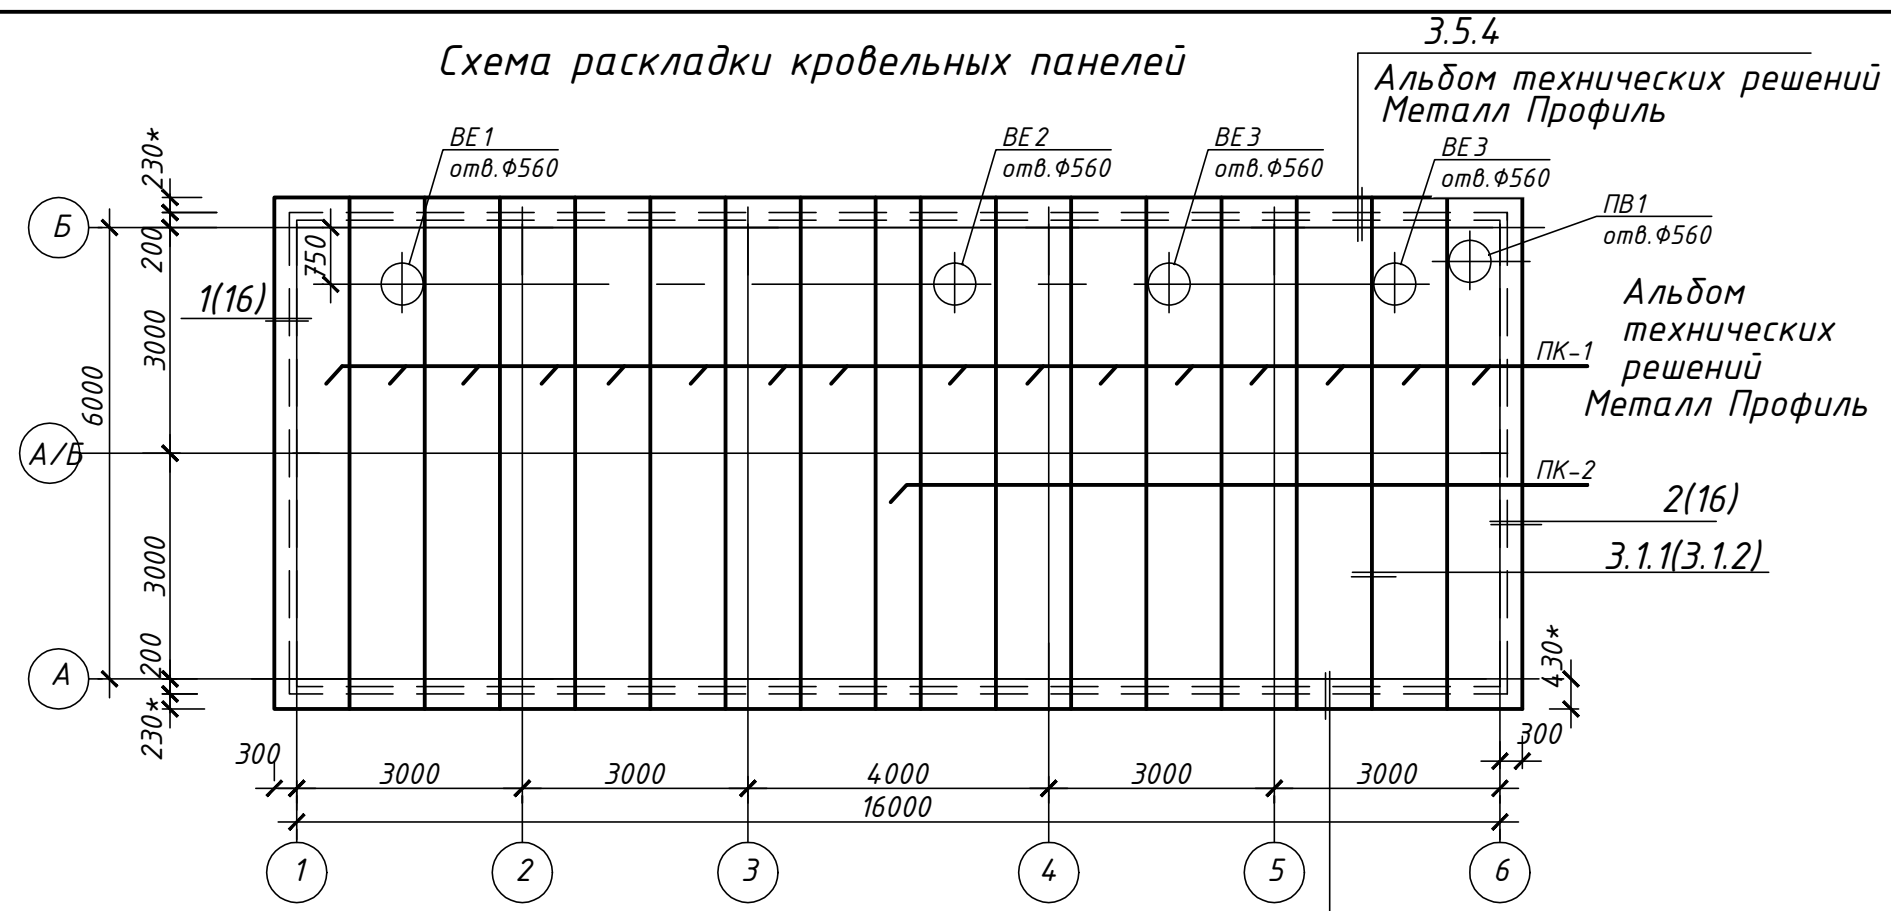 3.5.4
Схема раскладки кровельных панелей
Альбом технических решений
Металл Профиль
ВЕ1
отв.Ф560
ВЕ2
отв.Ф560
ВЕ3
отв.Ф560
ВЕ3
отв.Ф560
ПВ1
отв.Ф560
230*
Б
200
750
1(16)
3000
6000
Альбом
технических
решений
Металл Профиль
ПК-1
А/Б
ПК-2
2(16)
3.1.1(3.1.2)
3000
А
200
230*
430*
300
300
3000
3000
4000
3000
3000
16000
1
2
3
4
5
6